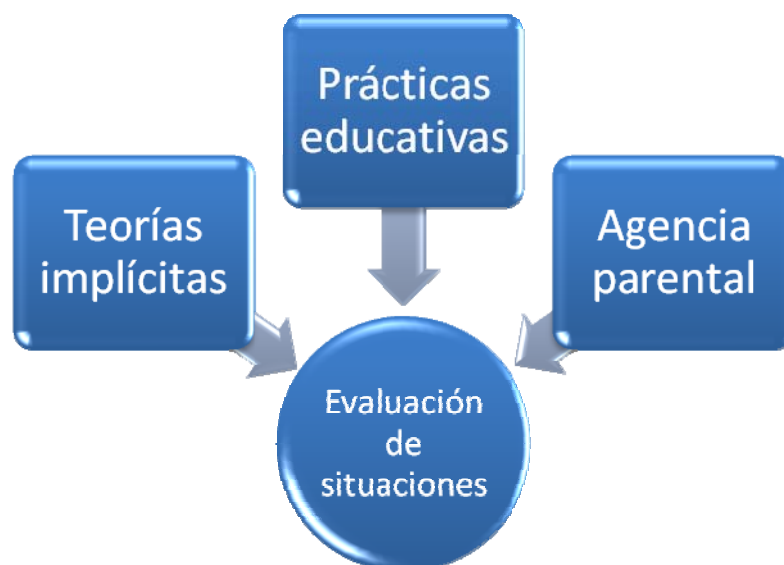 Prácticas
educativas
Teorías
implícitas
Agencia
parental
Evaluación
de
situaciones